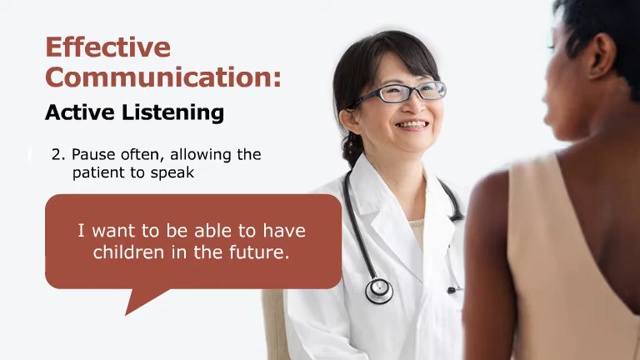 Effective
Communication:
Active Listening
2. Pause often, allowing the
patient to speak
I want to be able to have
children in the future.